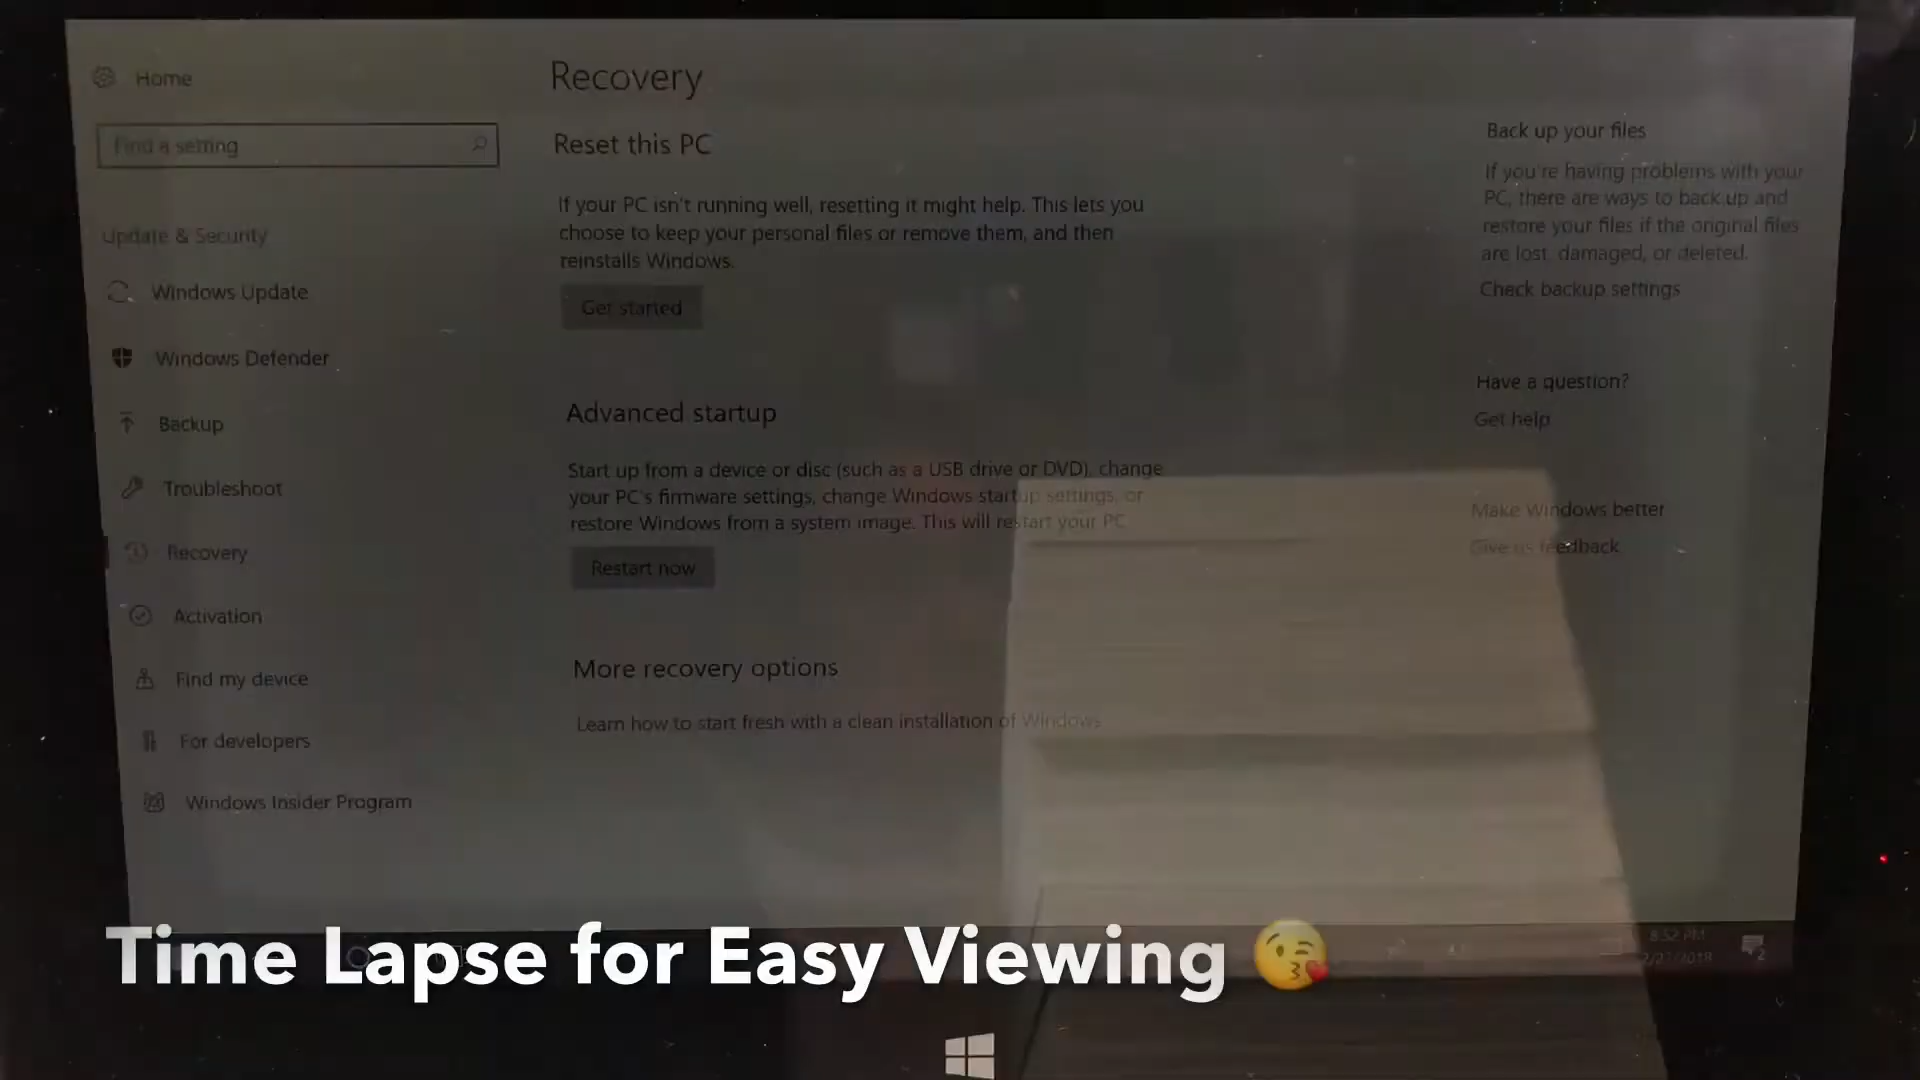 Home
Find a setting
Update & Security
Windows Update
Windows Defender
Backup
Troubleshoot
Recovery
Activation
Find my device
For developers
Windows Insider Program
Recovery
Reset this PC
If your PC isn't running well, resetting it might help. This lets you
choose to keep your personal files or remove them, and then
reinstalls Windows.
Get started
Advanced startup
Start up from a device or disc (such as a USB drive or DVD), change
your PC's firmware settings, change Windows startup settings, or
restore Windows from a system image. This will restart your PC.
Restart now
More recovery options
Learn how to start fresh with a clean installation of Windows
Back up your files
If you're having problems with your
PC, there are ways to back up and
restore your files if the original files
are lost, damaged, or deleted.
Check backup settings
Have a question?
Get help
Make Windows better
Give us feedback
8:52 PM
2/21/2018
2
Time Lapse for Easy Viewing 😘